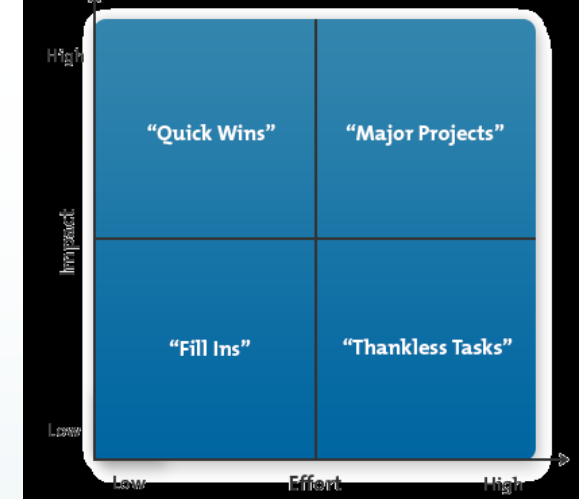 High
“Quick Wins”
“Major Projects”
Impact
“Fill Ins”
“Thankless Tasks”
Low
Low
Effort
High